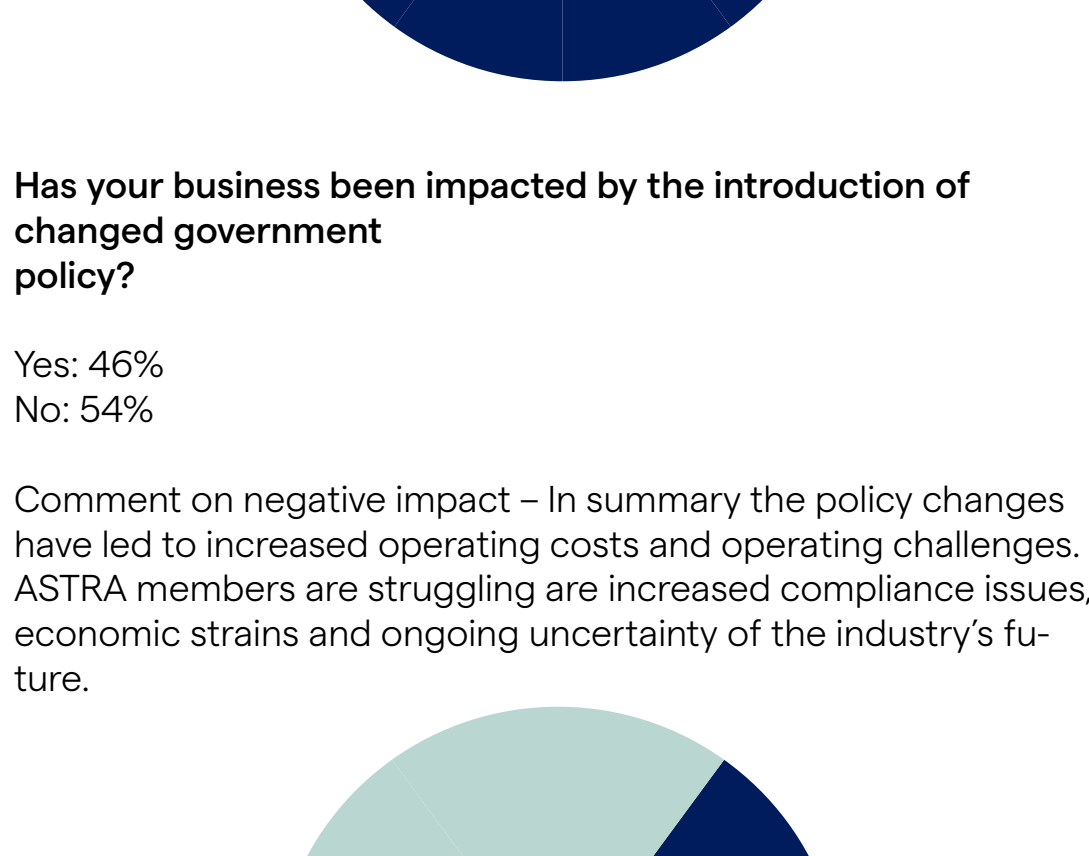 Has your business been impacted by the introduction of
changed government
policy?
Yes: 46%
No: 54%
Comment on negative impact – In summary the policy changes
have led to increased operating costs and operating challenges.
ASTRA members are struggling are increased compliance issues,
economic strains and ongoing uncertainty of the industry’s fu-
ture.